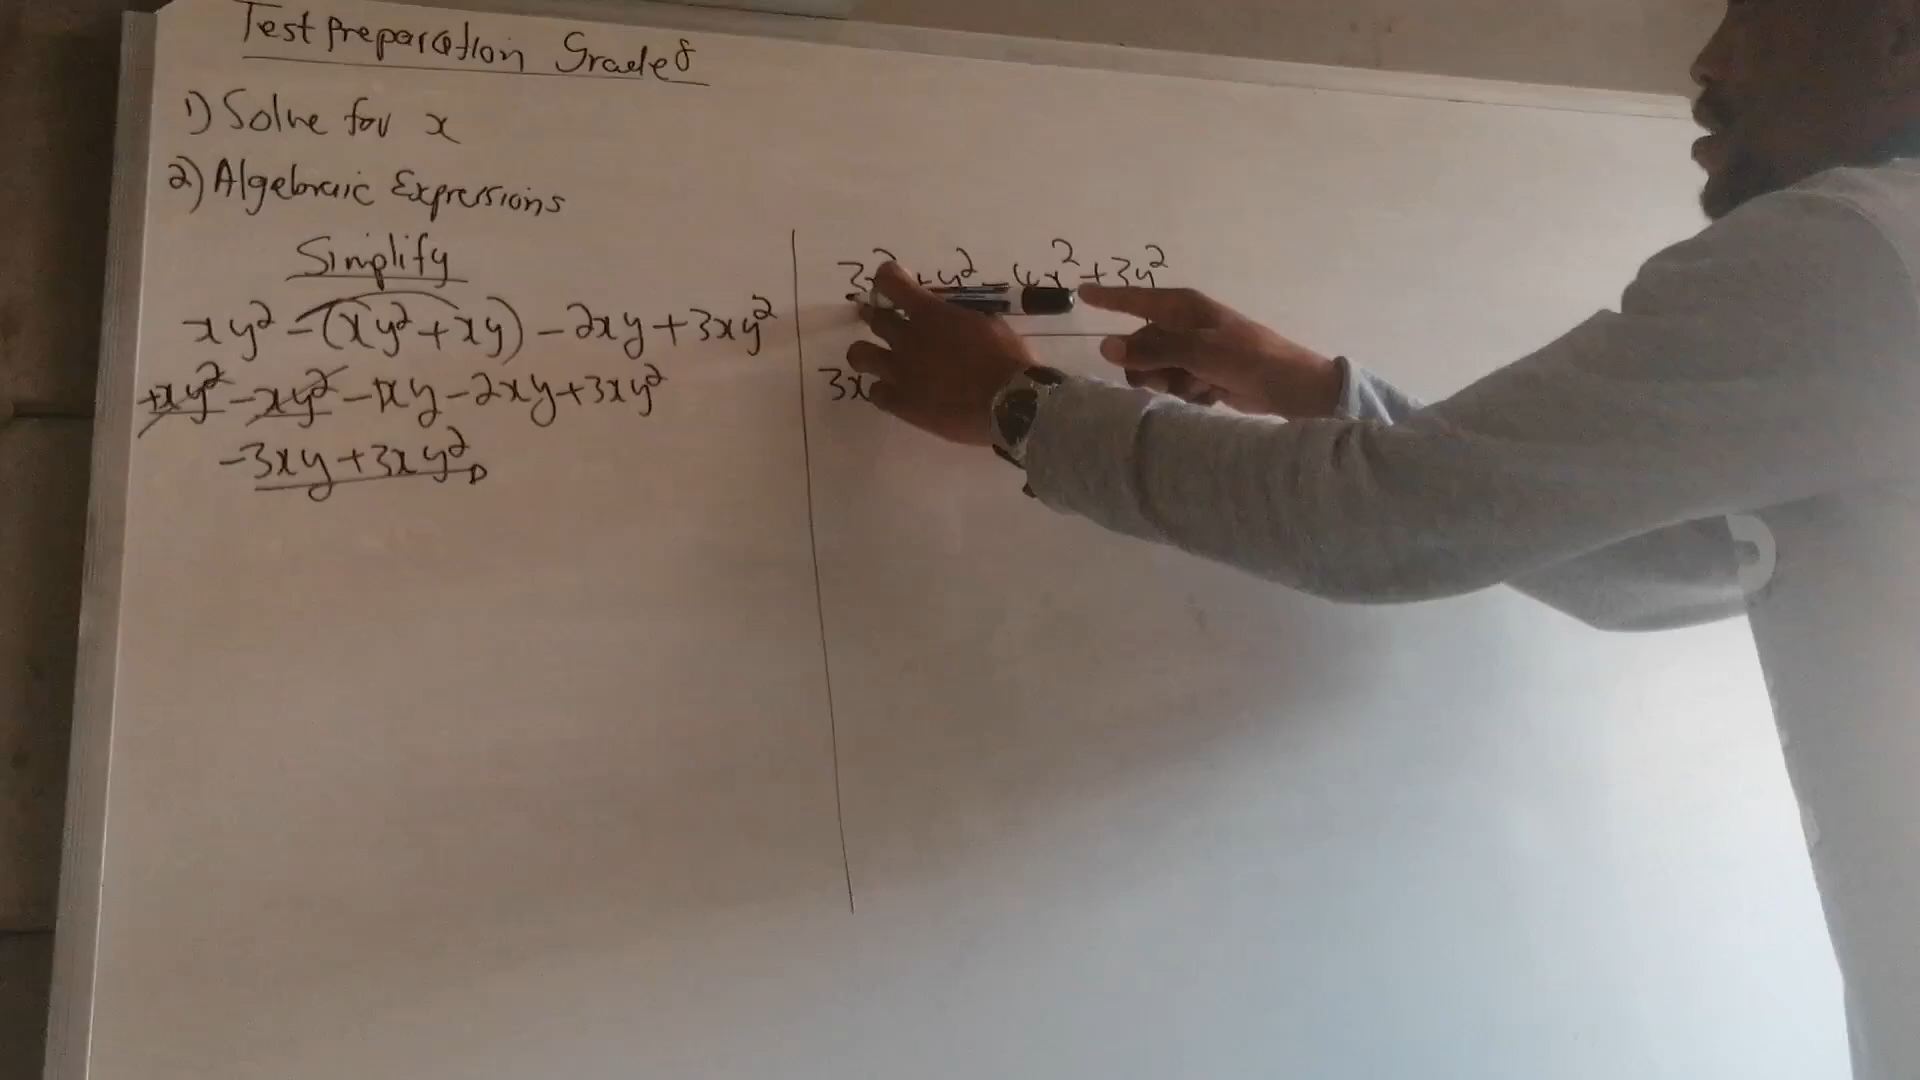 Test Preparation Grade 8
1) Solve for x
2) Algebraic Expressions
Simplify
xy² - (xy² + xy) - 2xy + 3xy²
+xy² - xy² - 1xy - 2xy + 3xy²
-3xy + 3xy²
3x² + y² - 4x² + 3y²
3x